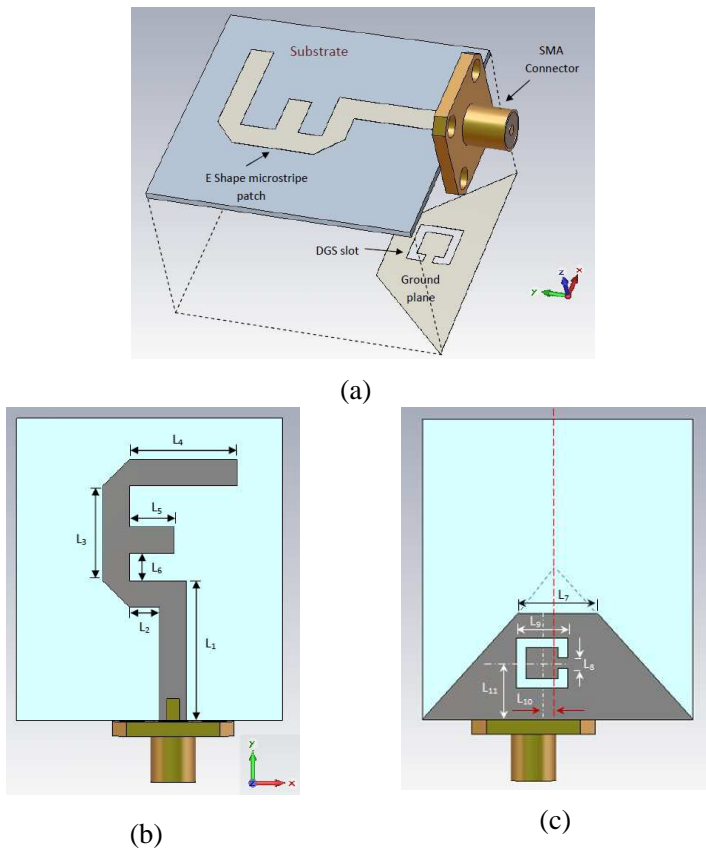 Substrate
SMA
Connector
E Shape microstripe
patch
DGS slot
Ground
plane
y
z
x
(a)
L4
L5
L3
L6
L2
L1
y
z
x
(b)
L7
L9
L8
L11
L10
(c)